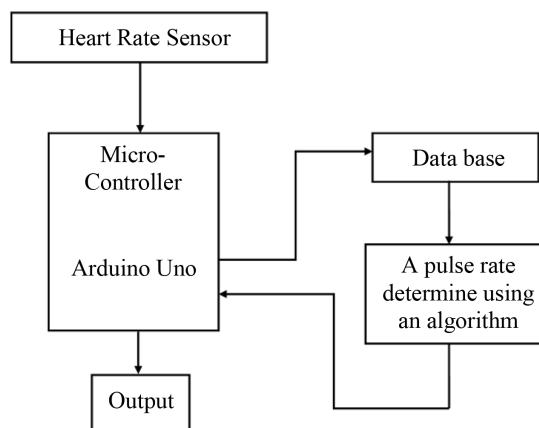 Heart Rate Sensor
Micro-
Controller
Arduino Uno
Data base
A pulse rate
determine using
an algorithm
Output